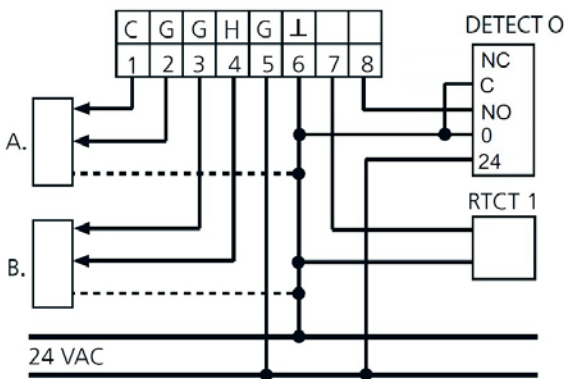 DETECT O
C G G H G ⊥
1 2 3 4 5 6 7 8
NC
C
NO
0
24
A.
RTCT 1
B.
24 VAC